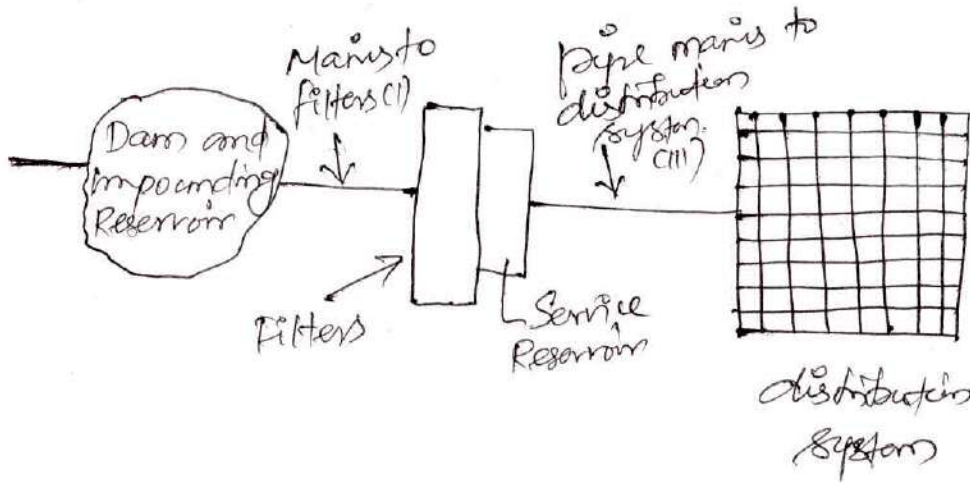 Dam and
impounding
Reservoir
Mains to
filters (I)
Filters
Service
Reservoir
pipe mains to
distribution
system.
(III)
distribution
system